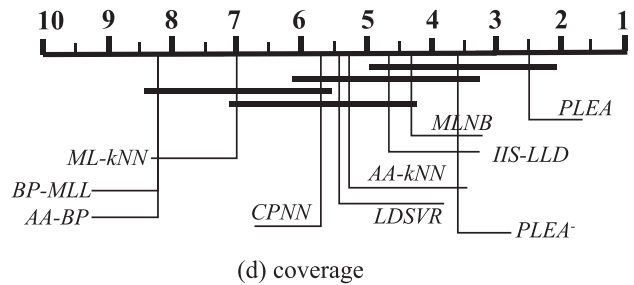 10 9 8 7 6 5 4 3 2 1
PLEA
MLNB
ML-kNN
IIS-LLD
AA-kNN
BP-MLL
CPNN
LDSVR
AA-BP
PLEA-
(d) coverage